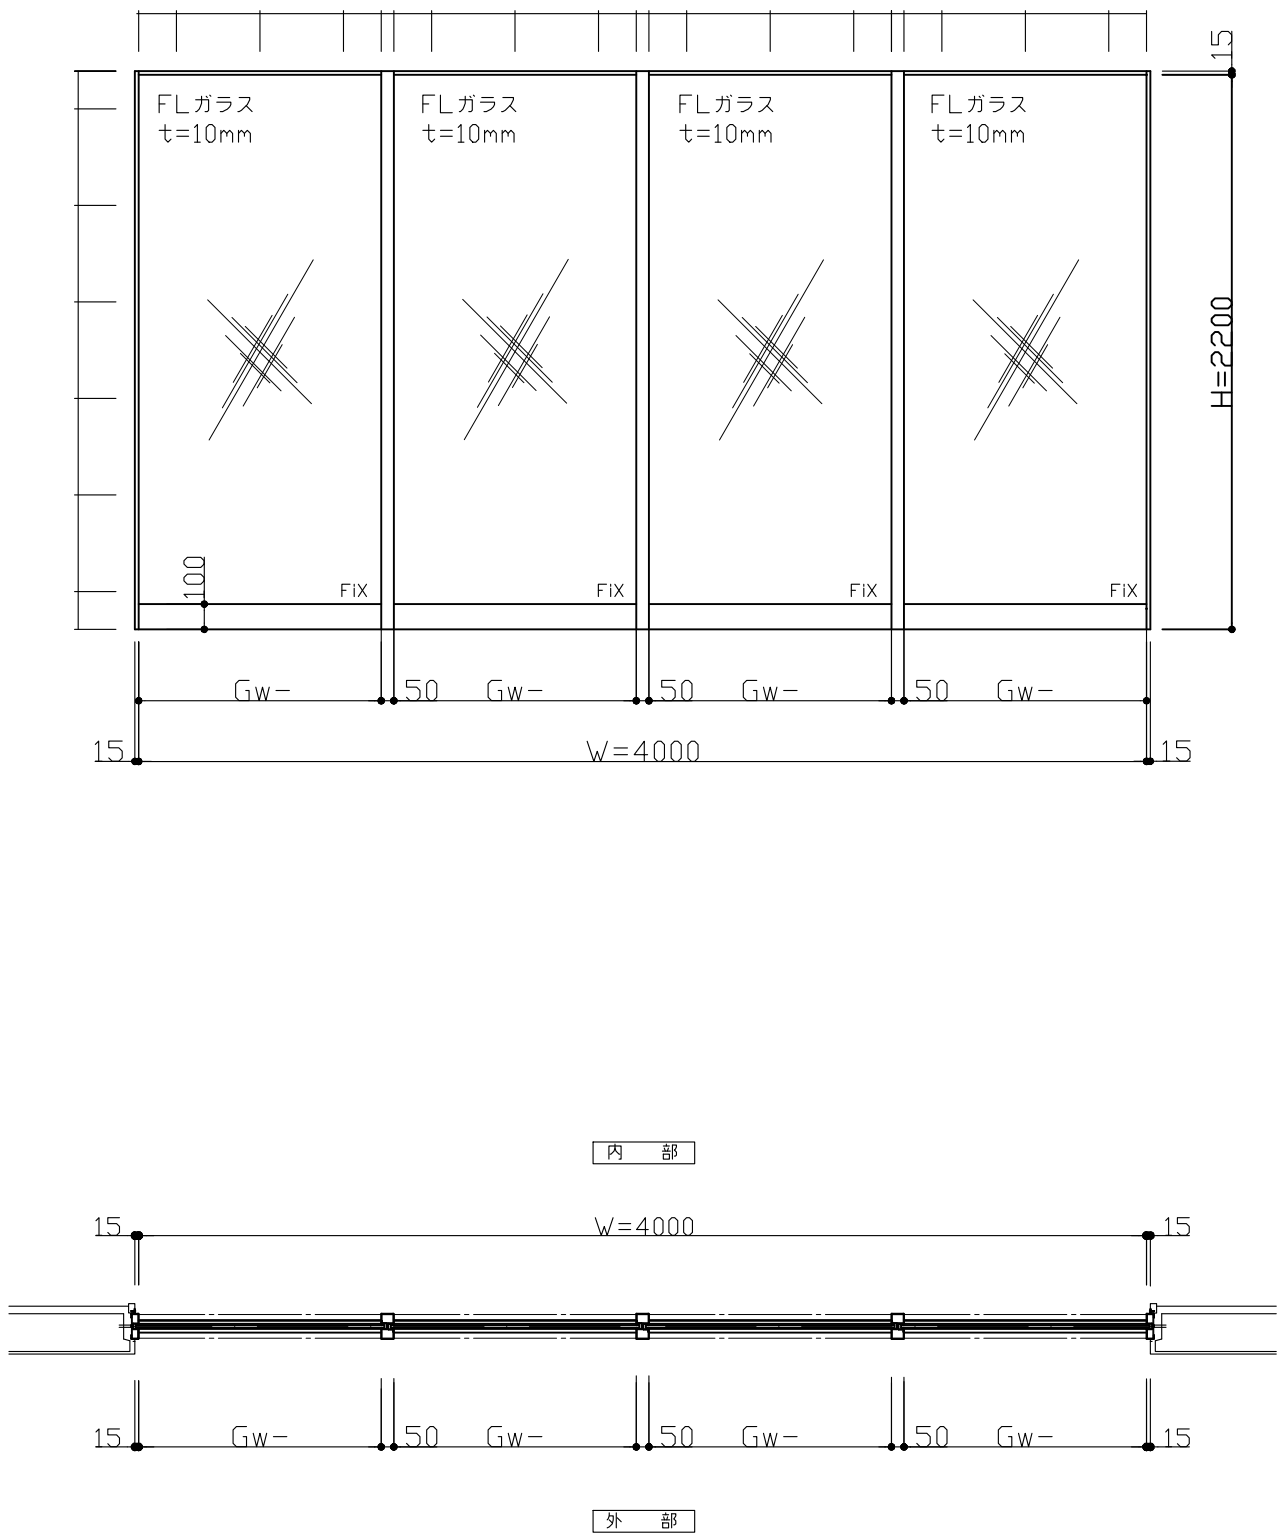 15
FLガラス FLガラス FLガラス FLガラス
t=10mm t=10mm t=10mm t=10mm
H=2200
100
FiX FiX FiX FiX
Gw- 50 Gw- 50 Gw- 50 Gw-
15 W=4000 15
内 部
15 W=4000 15
15 Gw- 50 Gw- 50 Gw- 50 Gw- 15
外 部